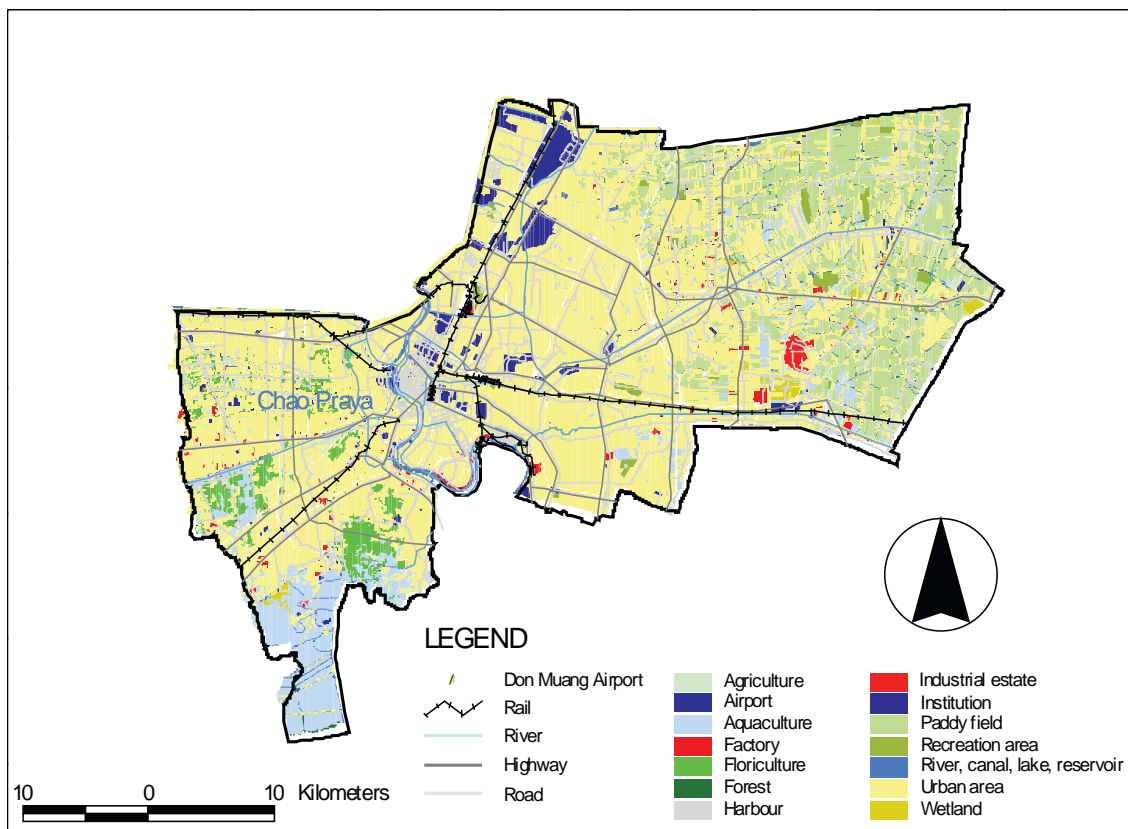 Chao Praya
LEGEND
Don Muang Airport
Rail
River
Highway
Road
Agriculture
Airport
Aquaculture
Factory
Floriculture
Forest
Harbour
Industrial estate
Institution
Paddy field
Recreation area
River, canal, lake, reservoir
Urban area
Wetland
10 0 10 Kilometers